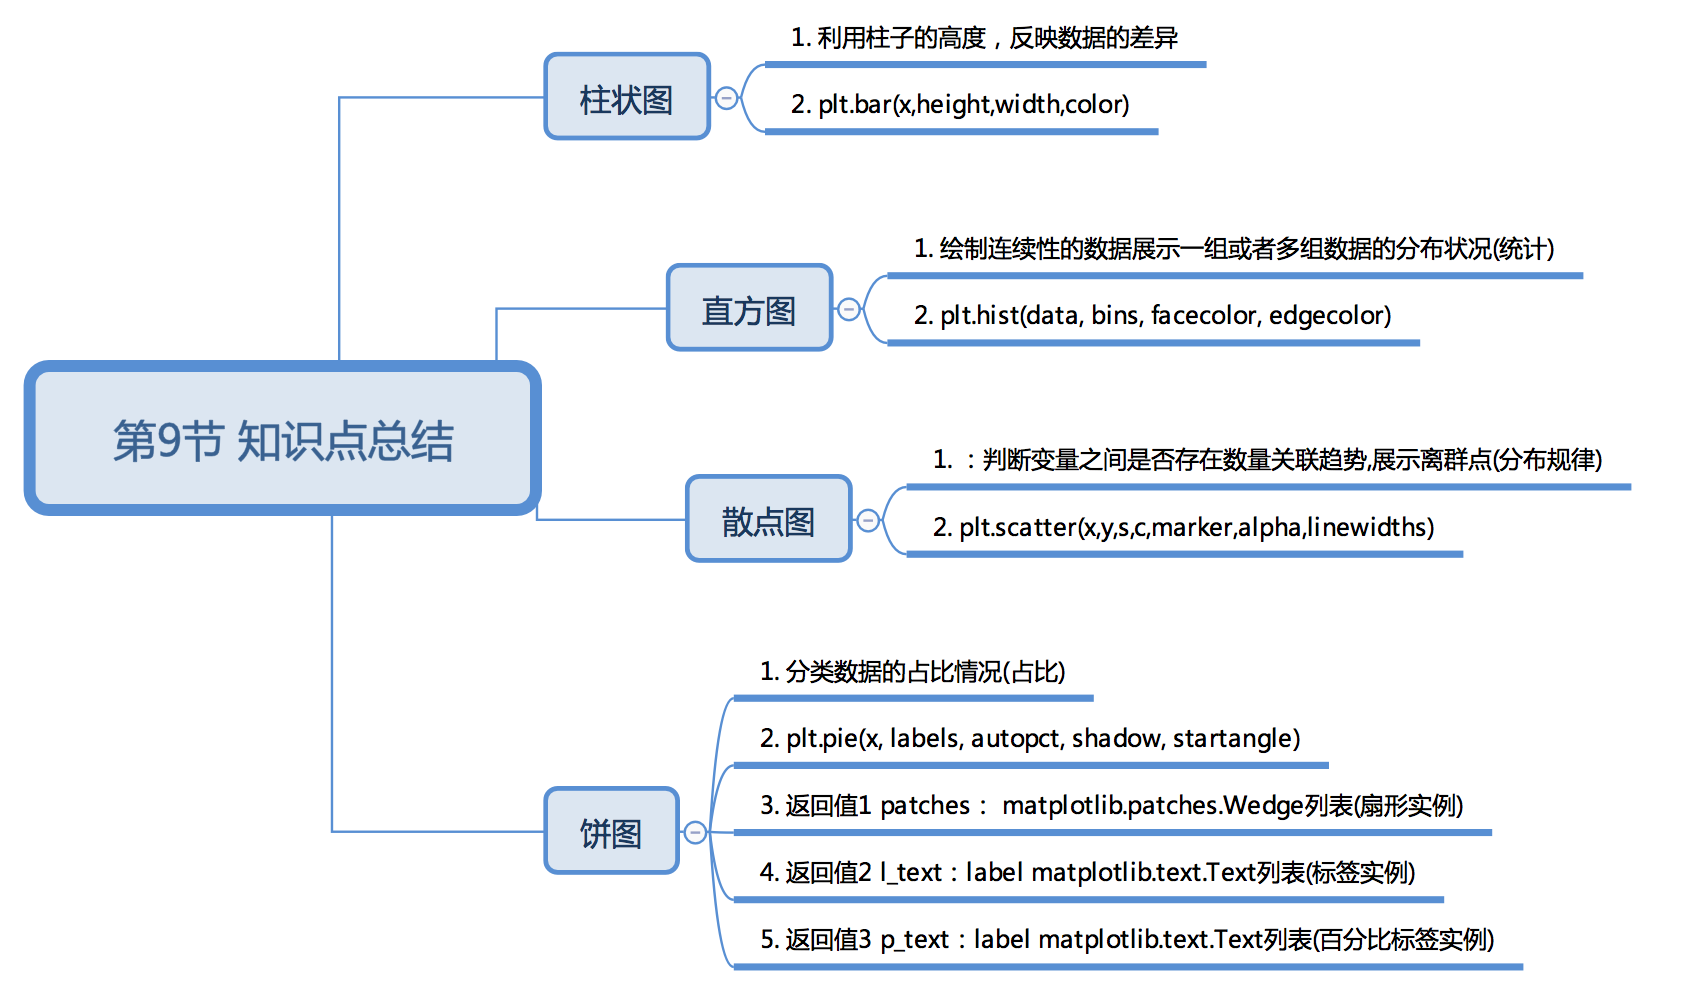 柱状图
1. 利用柱子的高度，反映数据的差异
2. plt.bar(x,height,width,color)
直方图
1. 绘制连续性的数据展示一组或者多组数据的分布状况(统计)
2. plt.hist(data, bins, facecolor, edgecolor)
第9节 知识点总结
散点图
1. ：判断变量之间是否存在数量关联趋势,展示离群点(分布规律)
2. plt.scatter(x,y,s,c,marker,alpha,linewidths)
饼图
1. 分类数据的占比情况(占比)
2. plt.pie(x, labels, autopct, shadow, startangle)
3. 返回值1 patches： matplotlib.patches.Wedge列表(扇形实例)
4. 返回值2 l_text：label matplotlib.text.Text列表(标签实例)
5. 返回值3 p_text：label matplotlib.text.Text列表(百分比标签实例)